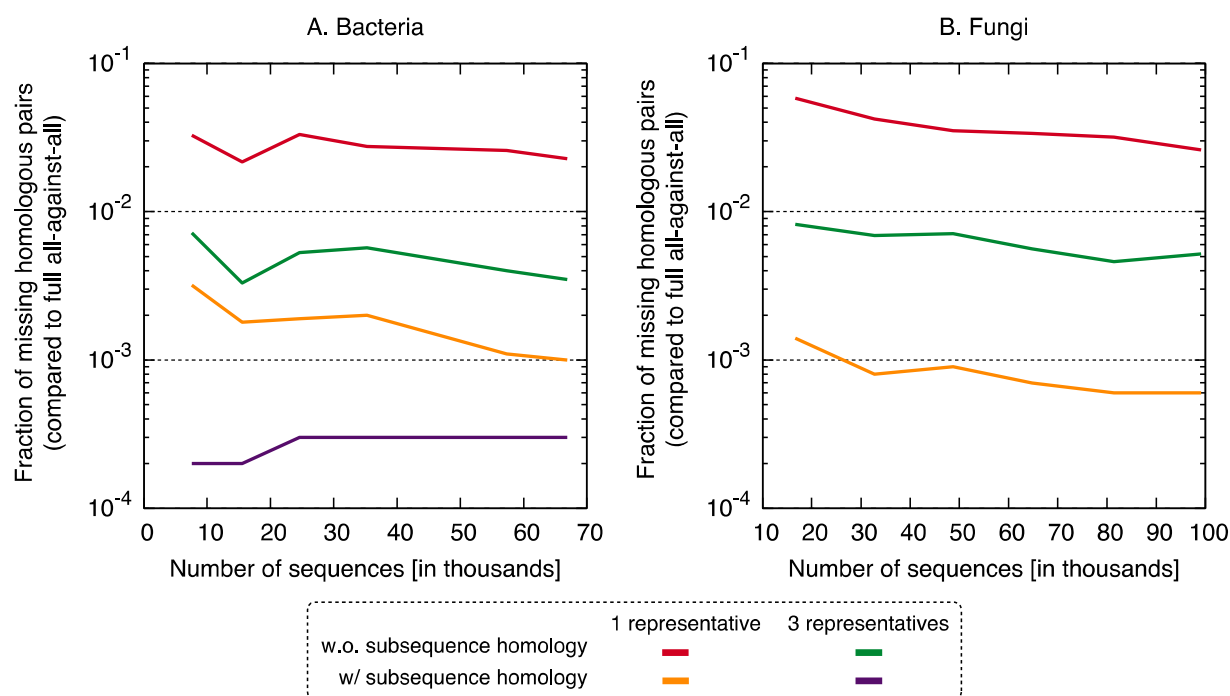 A. Bacteria
Fraction of missing homologous pairs
(compared to full all-against-all)
10-1
10-2
10-3
10-4
0 10 20 30 40 50 60 70
Number of sequences [in thousands]
B. Fungi
Fraction of missing homologous pairs
(compared to full all-against-all)
10-1
10-2
10-3
10-4
10 20 30 40 50 60 70 80 90 100
Number of sequences [in thousands]
1 representative 3 representatives
w.o. subsequence homology
w/ subsequence homology